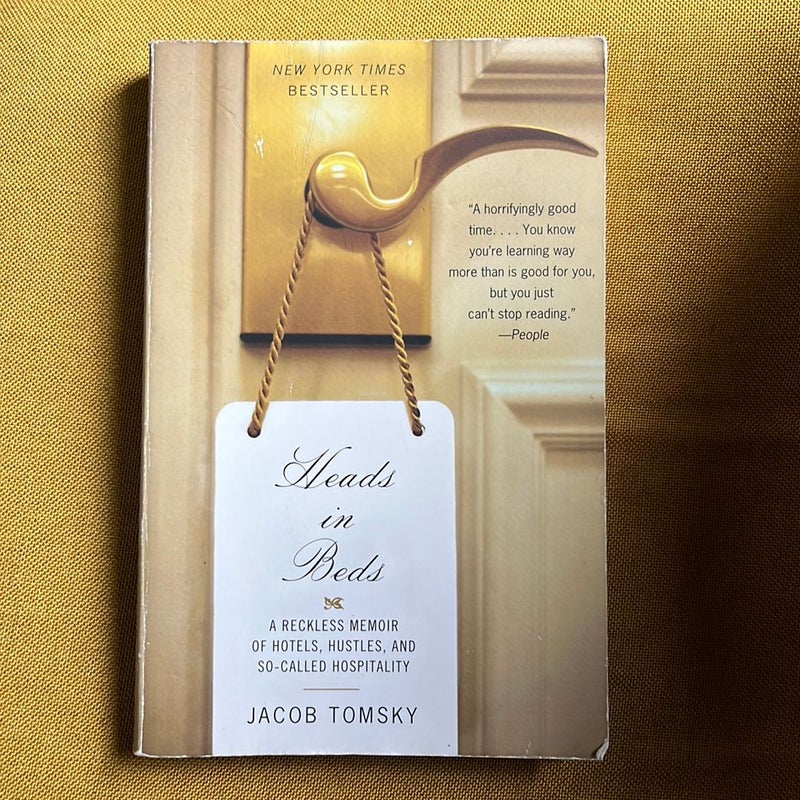 NEW YORK TIMES
BESTSELLER
“A horrifyingly good
time. . . . You know
you’re learning way
more than is good for you,
but you just
can’t stop reading.”
—People
Heads
in
Beds
A RECKLESS MEMOIR
OF HOTELS, HUSTLES, AND
SO-CALLED HOSPITALITY
JACOB TOMSKY